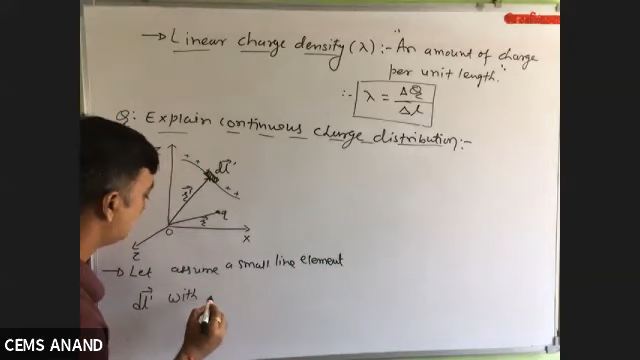 → Linear charge density (λ) :- "An amount of charge
per unit length."
∴ λ = ΔQ / Δl
Q: Explain continuous charge distribution:-
+ +
dl⃗'
+ +
r⃗'
q
r⃗
O
X
Z
→ Let assume a small line element
dl⃗' with
CEMS ANAND